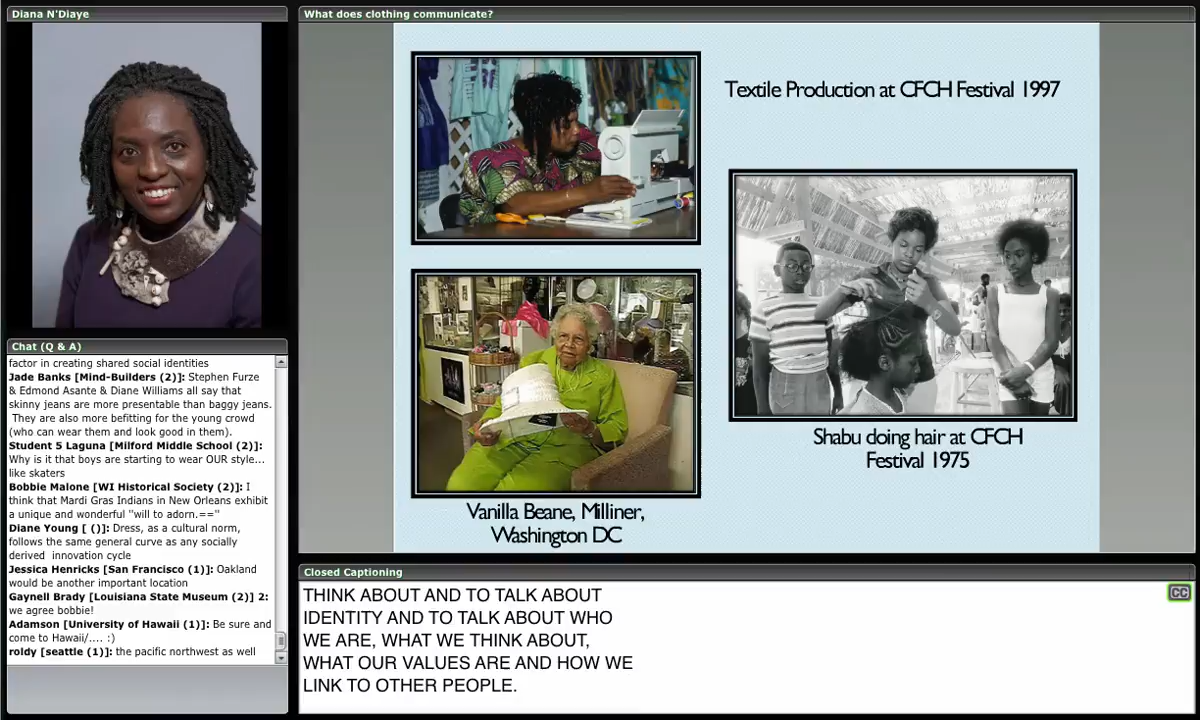 Diana N'Diaye
What does clothing communicate?
Textile Production at CFCH Festival 1997
Shabu doing hair at CFCH
Festival 1975
Vanilla Beane, Milliner,
Washington DC
Chat (Q & A)
factor in creating shared social identities
Jade Banks [Mind-Builders (2)]: Stephen Furze
& Edmond Asante & Diane Williams all say that
skinny jeans are more presentable than baggy jeans.
They are also more befitting for the young crowd
(who can wear them and look good in them).
Student 5 Laguna [Milford Middle School (2)]:
Why is it that boys are starting to wear OUR style...
like skaters
Bobbie Malone [WI Historical Society (2)]: I
think that Mardi Gras Indians in New Orleans exhibit
a unique and wonderful "will to adorn.=="
Diane Young [ ()]: Dress, as a cultural norm,
follows the same general curve as any socially
derived innovation cycle
Jessica Henricks [San Francisco (1)]: Oakland
would be another important location
Gaynell Brady [Louisiana State Museum (2)] 2:
we agree bobbie!
Adamson [University of Hawaii (1)]: Be sure and
come to Hawaii/.... :)
roldy [seattle (1)]: the pacific northwest as well
Closed Captioning
CC
THINK ABOUT AND TO TALK ABOUT
IDENTITY AND TO TALK ABOUT WHO
WE ARE, WHAT WE THINK ABOUT,
WHAT OUR VALUES ARE AND HOW WE
LINK TO OTHER PEOPLE.